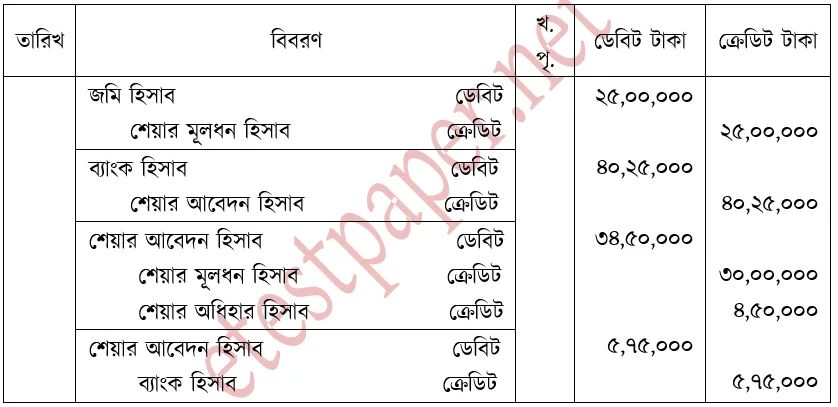 তারিখ বিবরণ খ. পৃ. ডেবিট টাকা ক্রেডিট টাকা
জমি হিসাব ডেবিট ২৫,০০,০০০
শেয়ার মূলধন হিসাব ক্রেডিট ২৫,০০,০০০
ব্যাংক হিসাব ডেবিট ৪০,২৫,০০০
শেয়ার আবেদন হিসাব ক্রেডিট ৪০,২৫,০০০
শেয়ার আবেদন হিসাব ডেবিট ৩৪,৫০,০০০
শেয়ার মূলধন হিসাব ক্রেডিট ৩০,০০,০০০
শেয়ার অধিহার হিসাব ক্রেডিট ৪,৫০,০০০
শেয়ার আবেদন হিসাব ডেবিট ৫,৭৫,০০০
ব্যাংক হিসাব ক্রেডিট ৫,৭৫,০০০
etestpaper.net